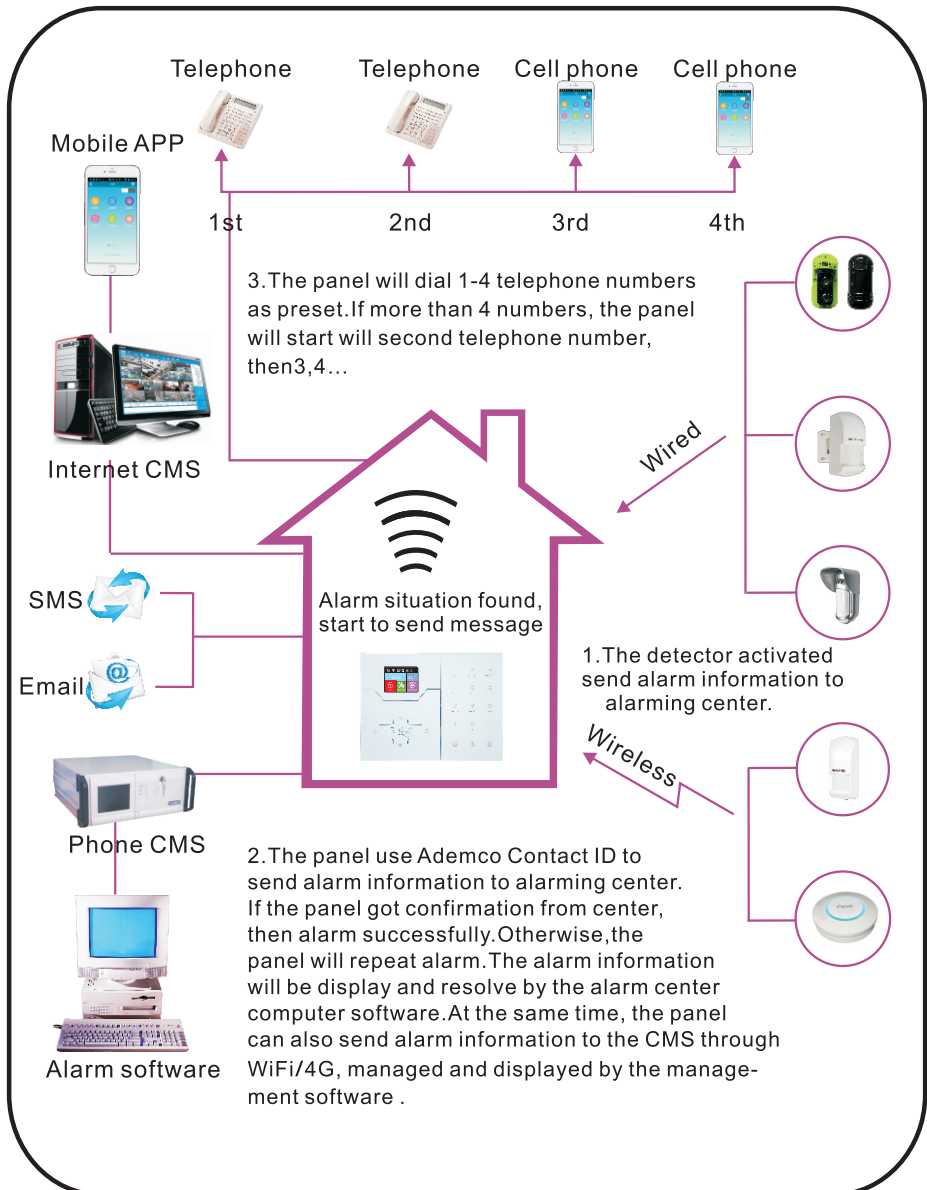 Telephone
Telephone
Cell phone
Cell phone
Mobile APP
1st
2nd
3rd
4th
3.The panel will dial 1-4 telephone numbers
as preset.If more than 4 numbers, the panel
will start will second telephone number,
then3,4...
Internet CMS
Wired
SMS
Email
Alarm situation found,
start to send message
1.The detector activated
send alarm information to
alarming center.
Wireless
Phone CMS
2.The panel use Ademco Contact ID to
send alarm information to alarming center.
If the panel got confirmation from center,
then alarm successfully.Otherwise,the
panel will repeat alarm.The alarm information
will be display and resolve by the alarm center
computer software.At the same time, the panel
can also send alarm information to the CMS through
WiFi/4G, managed and displayed by the manage-
ment software .
Alarm software